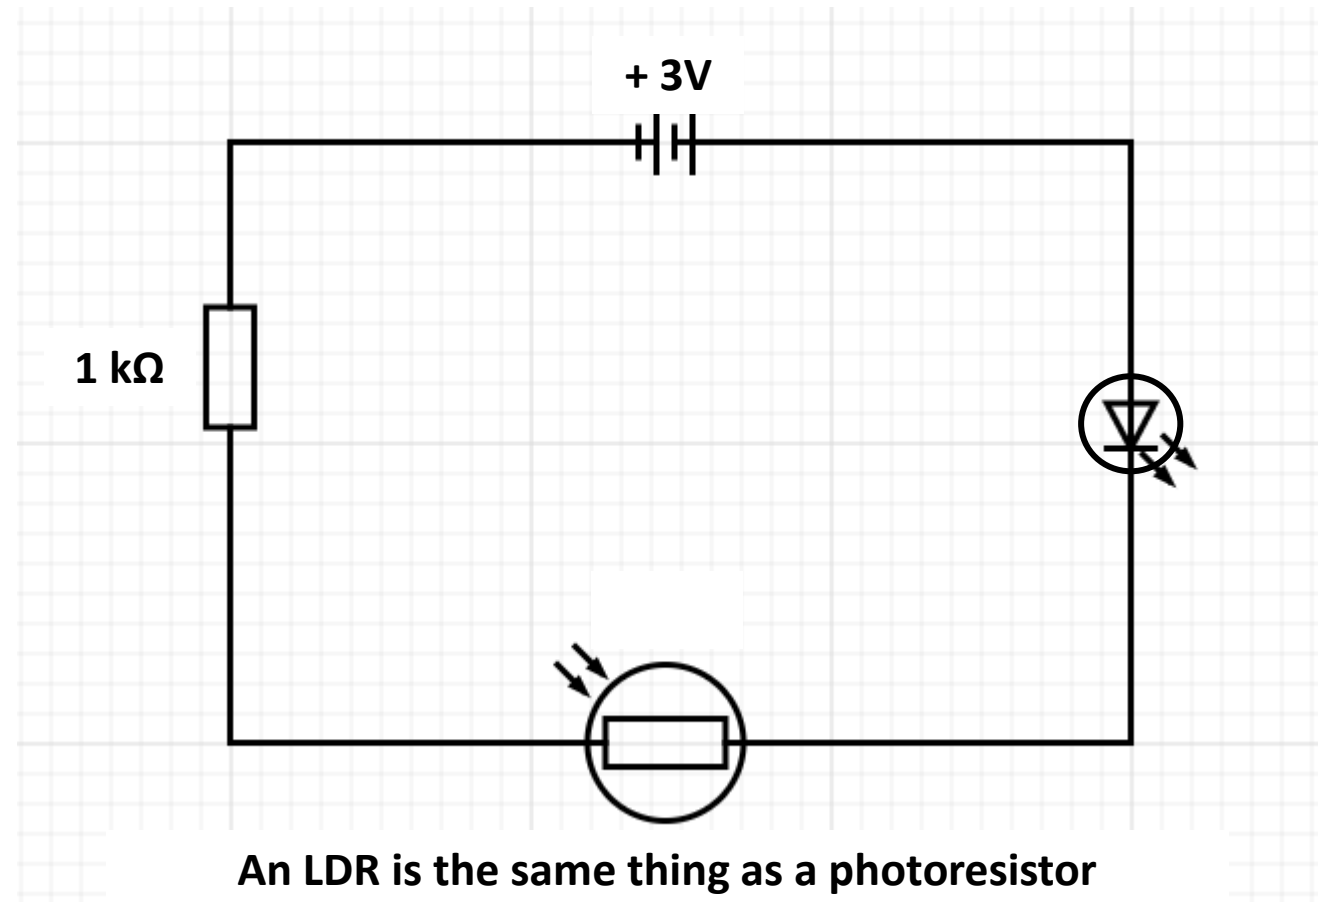 + 3V
1 kΩ
An LDR is the same thing as a photoresistor